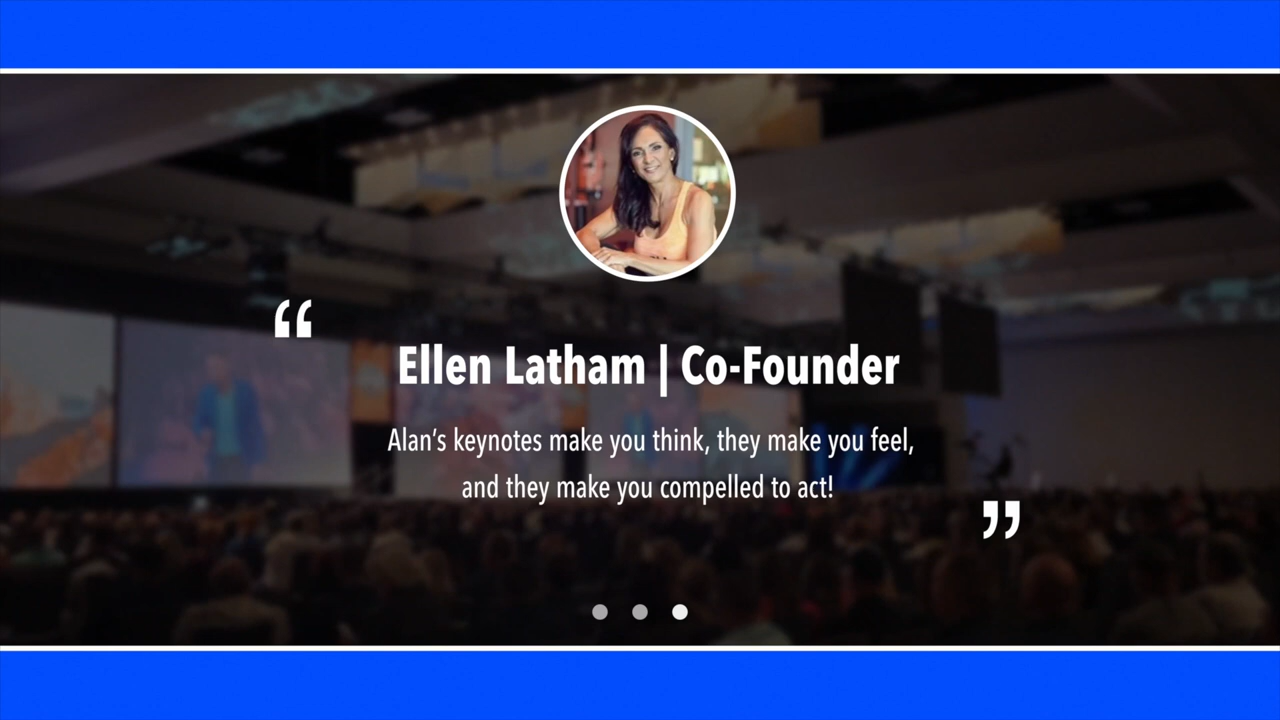 “
Ellen Latham | Co-Founder
Alan’s keynotes make you think, they make you feel,
and they make you compelled to act!
”